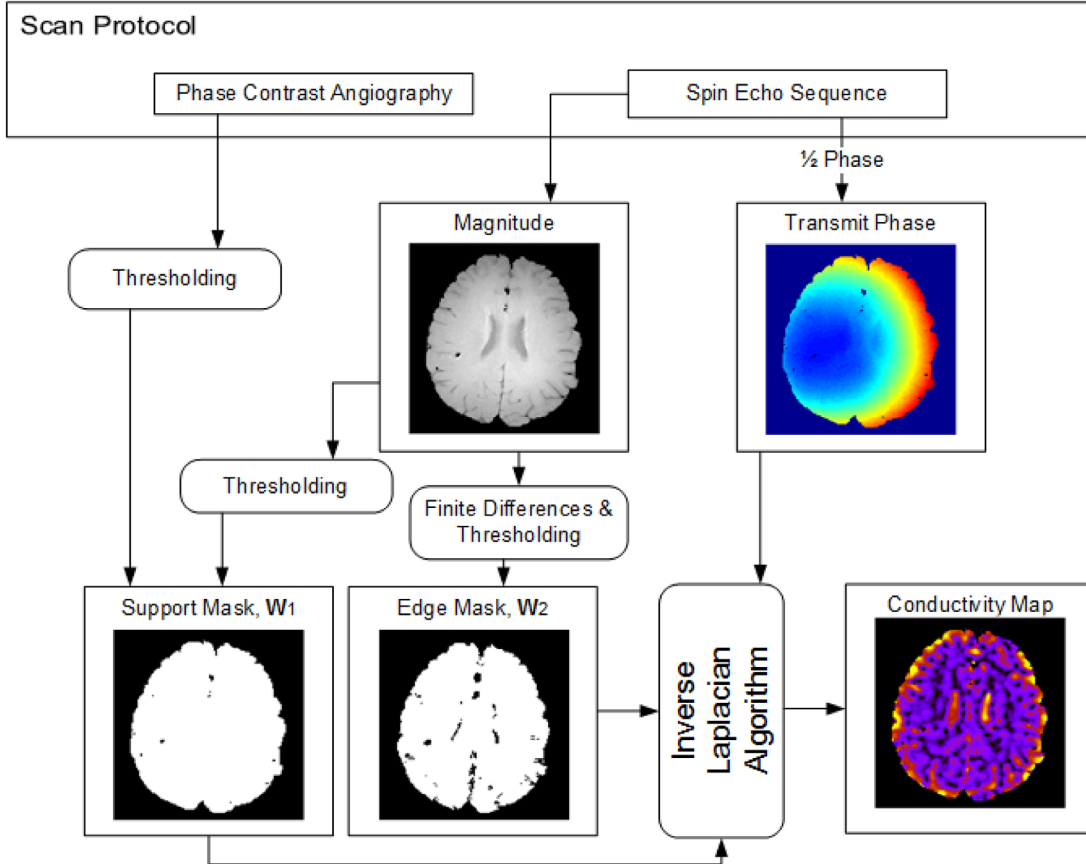 Scan Protocol
Phase Contrast Angiography
Spin Echo Sequence
½ Phase
Magnitude
Transmit Phase
Thresholding
Thresholding
Finite Differences &
Thresholding
Support Mask, W1
Edge Mask, W2
Inverse
Laplacian
Algorithm
Conductivity Map